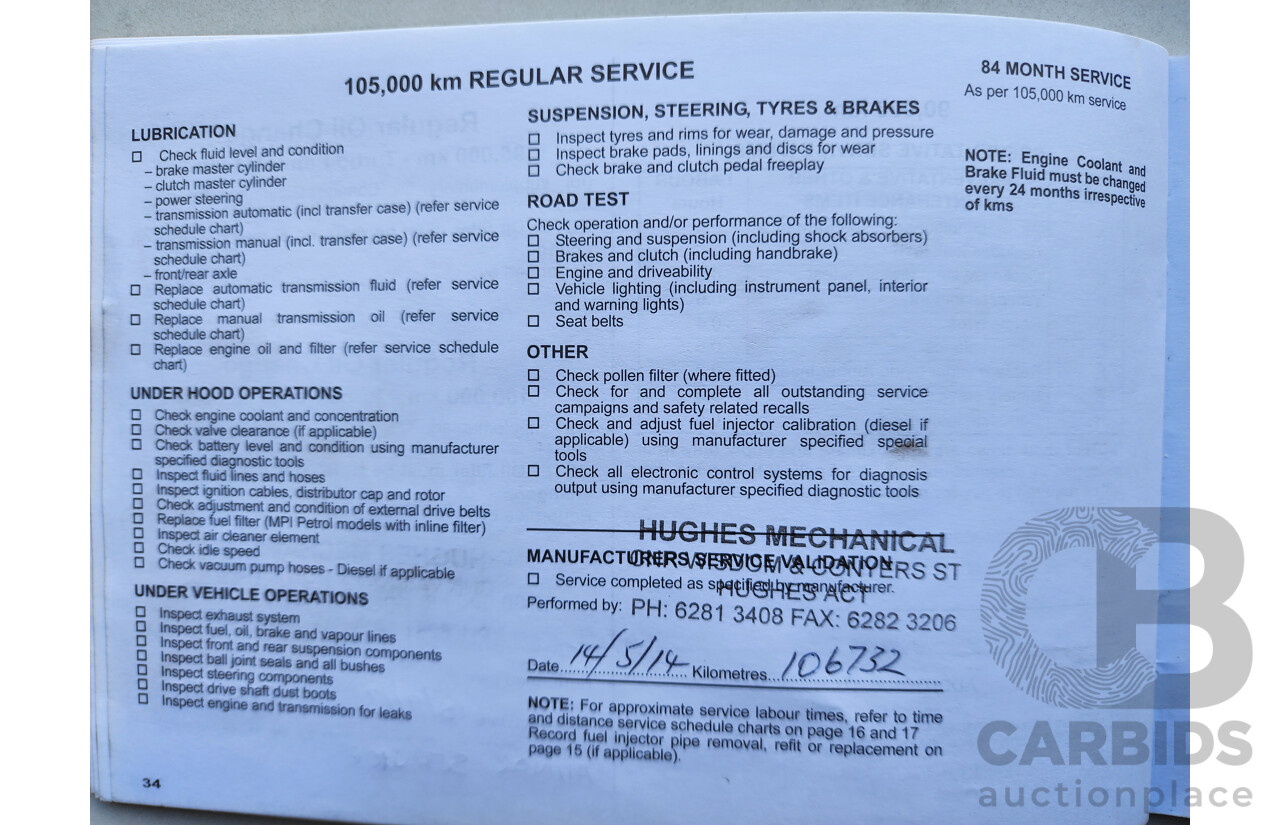 105,000 km REGULAR SERVICE
LUBRICATION
Check fluid level and condition
– brake master cylinder
– clutch master cylinder
– power steering
– transmission automatic (incl transfer case) (refer service
schedule chart)
– transmission manual (incl. transfer case) (refer service
schedule chart)
– front/rear axle
Replace automatic transmission fluid (refer service
schedule chart)
Replace manual transmission oil (refer service
schedule chart)
Replace engine oil and filter (refer service schedule
chart)
UNDER HOOD OPERATIONS
Check engine coolant and concentration
Check valve clearance (if applicable)
Check battery level and condition using manufacturer
specified diagnostic tools
Inspect fluid lines and hoses
Inspect ignition cables, distributor cap and rotor
Check adjustment and condition of external drive belts
Replace fuel filter (MPI Petrol models with inline filter)
Inspect air cleaner element
Check idle speed
Check vacuum pump hoses - Diesel if applicable
UNDER VEHICLE OPERATIONS
Inspect exhaust system
Inspect fuel, oil, brake and vapour lines
Inspect front and rear suspension components
Inspect ball joint seals and all bushes
Inspect steering components
Inspect drive shaft dust boots
Inspect engine and transmission for leaks
34
SUSPENSION, STEERING, TYRES & BRAKES
Inspect tyres and rims for wear, damage and pressure
Inspect brake pads, linings and discs for wear
Check brake and clutch pedal freeplay
ROAD TEST
Check operation and/or performance of the following:
Steering and suspension (including shock absorbers)
Brakes and clutch (including handbrake)
Engine and driveability
Vehicle lighting (including instrument panel, interior
and warning lights)
Seat belts
OTHER
Check pollen filter (where fitted)
Check for and complete all outstanding service
campaigns and safety related recalls
Check and adjust fuel injector calibration (diesel if
applicable) using manufacturer specified special
tools
Check all electronic control systems for diagnosis
output using manufacturer specified diagnostic tools
HUGHES MECHANICAL
MANUFACTURERS SERVICE VALIDATION
CNR WISDOM & CONYERS ST
Service completed as specified by manufacturer.
HUGHES ACT
Performed by: PH: 6281 3408 FAX: 6282 3206
Date 14/5/14 Kilometres 106732
NOTE: For approximate service labour times, refer to time
and distance service schedule charts on page 16 and 17
Record fuel injector pipe removal, refit or replacement on
page 15 (if applicable).
84 MONTH SERVICE
As per 105,000 km service
NOTE: Engine Coolant and
Brake Fluid must be changed
every 24 months irrespective
of kms
CB
CARBIDS
auctionplace